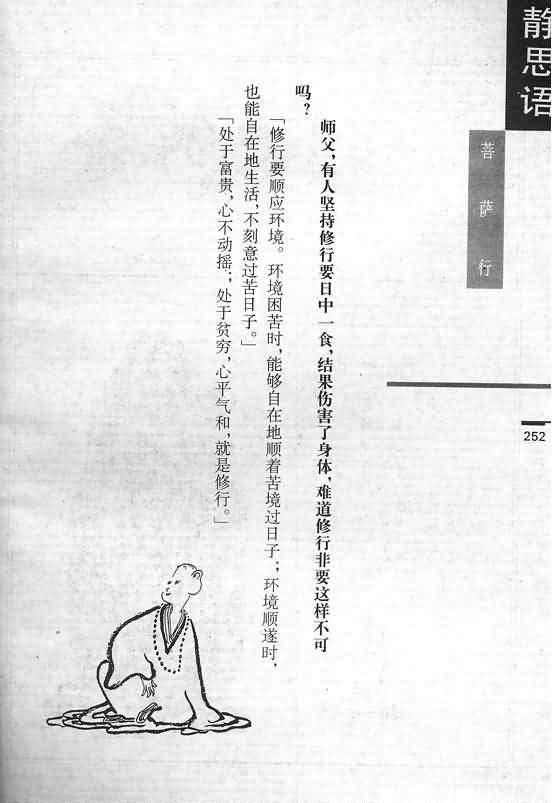 静思语
菩萨行
252
师父，有人坚持修行要日中一食，结果伤害了身体，难道修行非要这样不可
吗？
「修行要顺应环境。环境困苦时，能够自在地顺着苦境过日子；环境顺遂时，
也能自在地生活，不刻意过苦日子。」
「处于富贵，心不动摇；处于贫穷，心平气和，就是修行。」